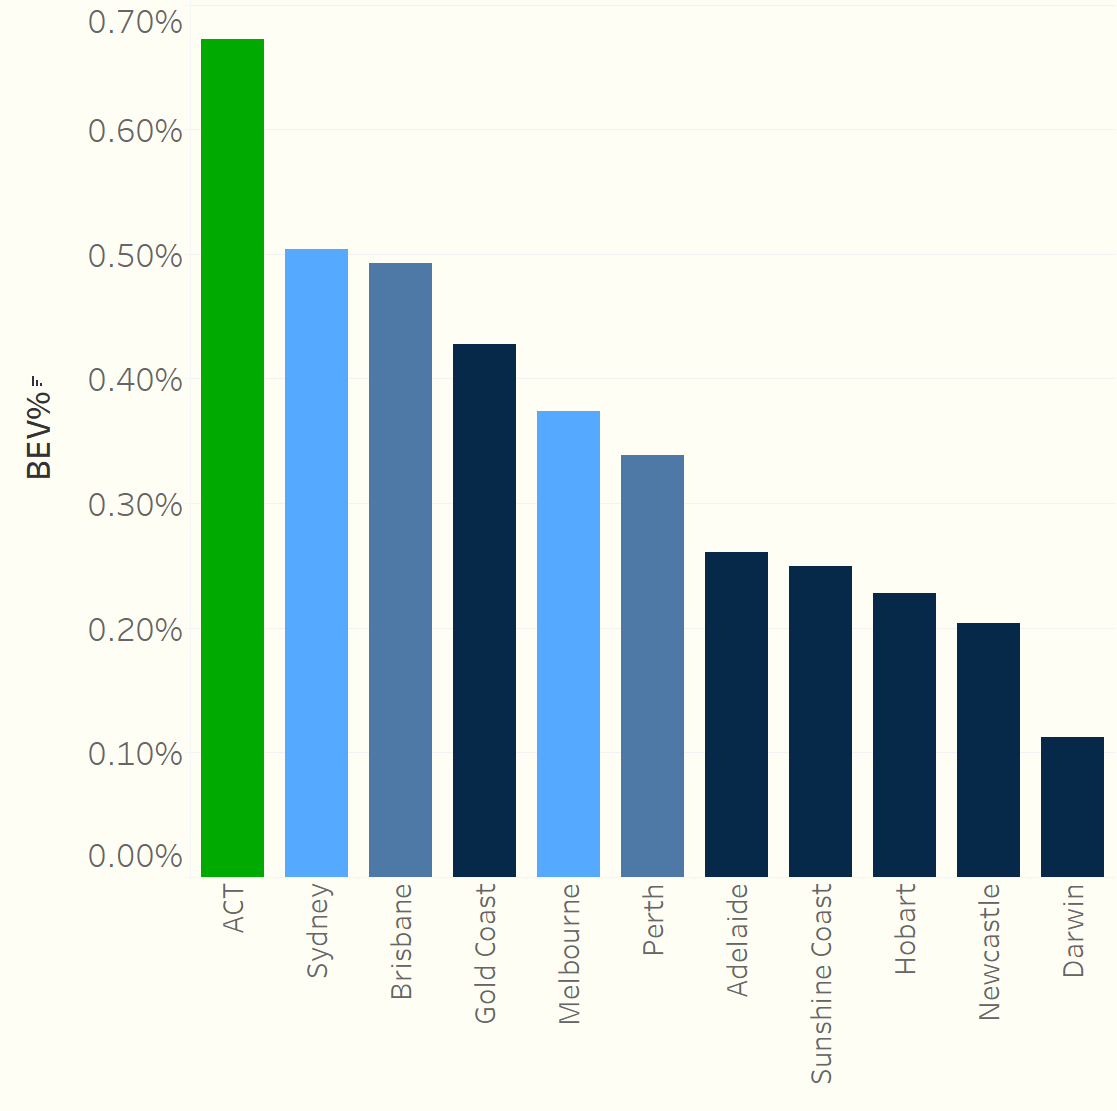 0.70%
0.60%
0.50%
0.40%
0.30%
0.20%
0.10%
0.00%
BEV%
ACT
Sydney
Brisbane
Gold Coast
Melbourne
Perth
Adelaide
Sunshine Coast
Hobart
Newcastle
Darwin